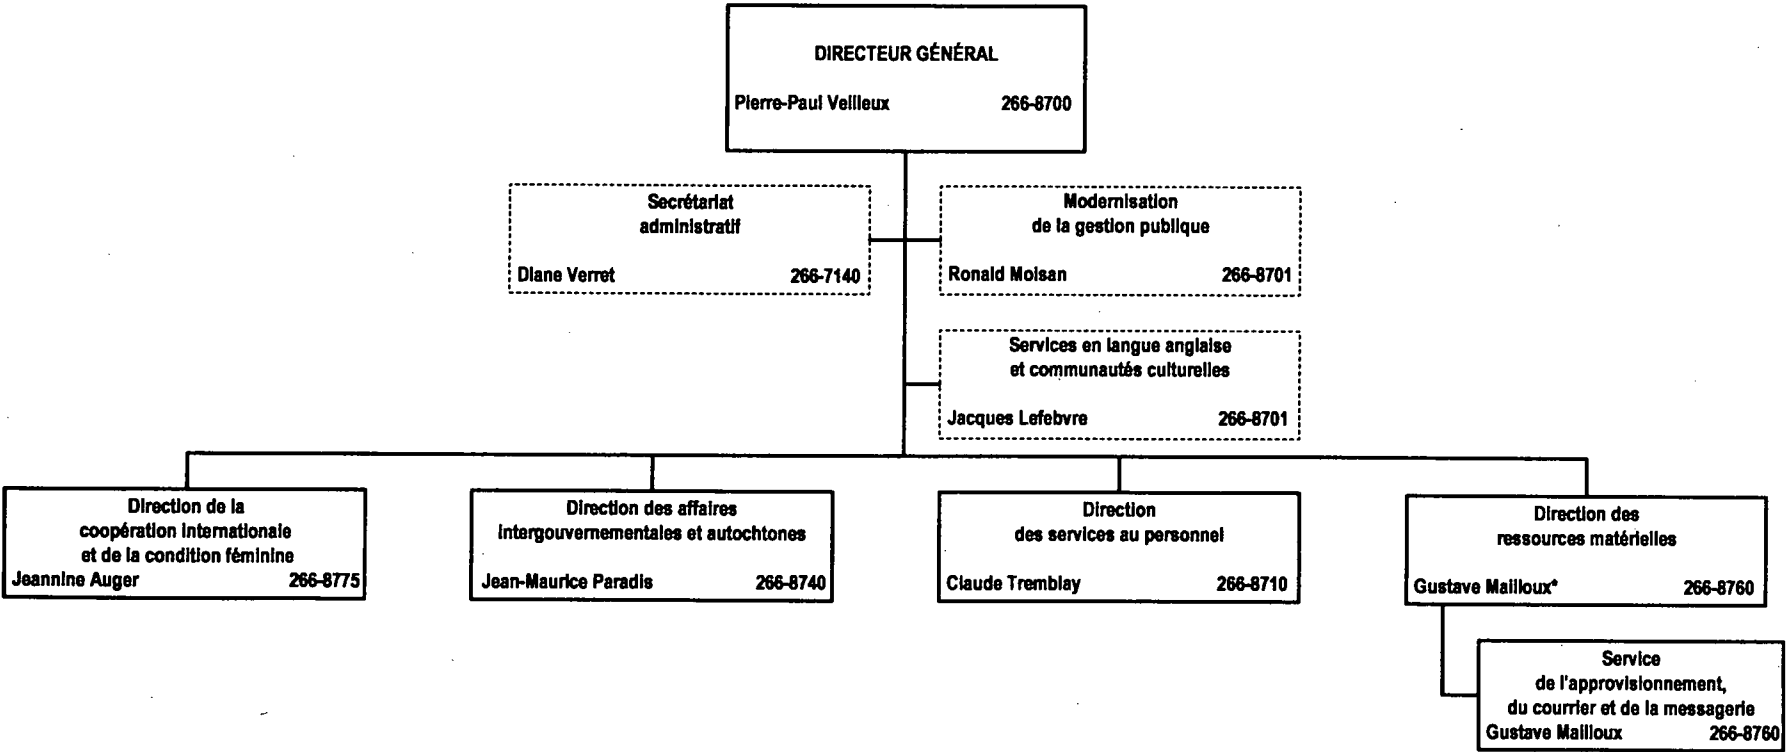 DIRECTEUR GÉNÉRAL
Pierre-Paul Veilleux 266-8700
Secrétariat
administratif
Diane Verret 266-7140
Modernisation
de la gestion publique
Ronald Moisan 266-8701
Services en langue anglaise
et communautés culturelles
Jacques Lefebvre 266-8701
Direction de la
coopération internationale
et de la condition féminine
Jeannine Auger 266-8775
Direction des affaires
intergouvernementales et autochtones
Jean-Maurice Paradis 266-8740
Direction
des services au personnel
Claude Tremblay 266-8710
Direction des
ressources matérielles
Gustave Mailloux* 266-8760
Service
de l'approvisionnement,
du courrier et de la messagerie
Gustave Mailloux 266-8760